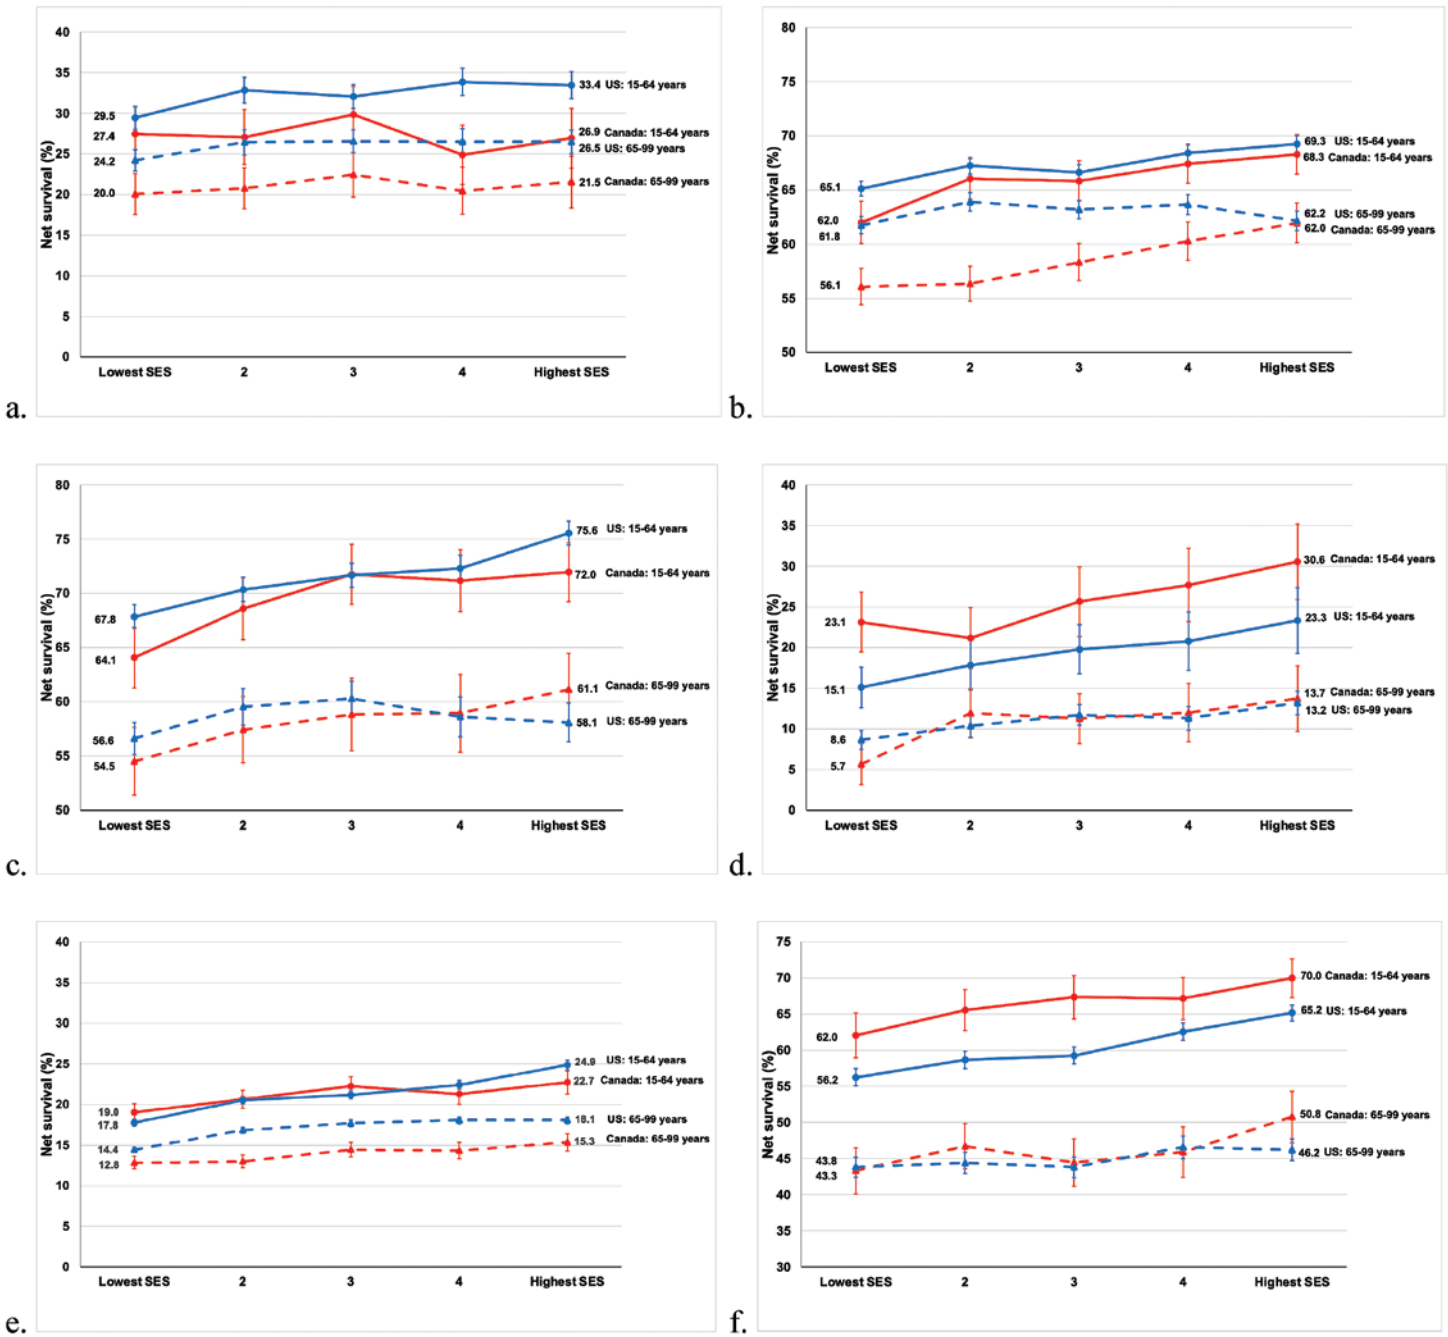 40
35
30
25
20
15
10
5
0
Net survival (%)
29.5
27.4
24.2
20.0
33.4 US: 15-64 years
26.9 Canada: 15-64 years
26.5 US: 65-99 years
21.5 Canada: 65-99 years
Lowest SES 2 3 4 Highest SES
a.
80
75
70
65
60
55
50
Net survival (%)
65.1
62.0
61.8
56.1
69.3 US: 15-64 years
68.3 Canada: 15-64 years
62.2 US: 65-99 years
62.0 Canada: 65-99 years
Lowest SES 2 3 4 Highest SES
b.
80
75
70
65
60
55
50
Net survival (%)
67.8
64.1
56.6
54.5
75.6 US: 15-64 years
72.0 Canada: 15-64 years
61.1 Canada: 65-99 years
58.1 US: 65-99 years
Lowest SES 2 3 4 Highest SES
c.
40
35
30
25
20
15
10
5
0
Net survival (%)
23.1
15.1
8.6
5.7
30.6 Canada: 15-64 years
23.3 US: 15-64 years
13.7 Canada: 65-99 years
13.2 US: 65-99 years
Lowest SES 2 3 4 Highest SES
d.
40
35
30
25
20
15
10
5
0
Net survival (%)
19.0
17.8
14.4
12.8
24.9 US: 15-64 years
22.7 Canada: 15-64 years
18.1 US: 65-99 years
15.3 Canada: 65-99 years
Lowest SES 2 3 4 Highest SES
e.
75
70
65
60
55
50
45
40
35
30
Net survival (%)
62.0
56.2
43.8
43.3
70.0 Canada: 15-64 years
65.2 US: 15-64 years
50.8 Canada: 65-99 years
46.2 US: 65-99 years
Lowest SES 2 3 4 Highest SES
f.